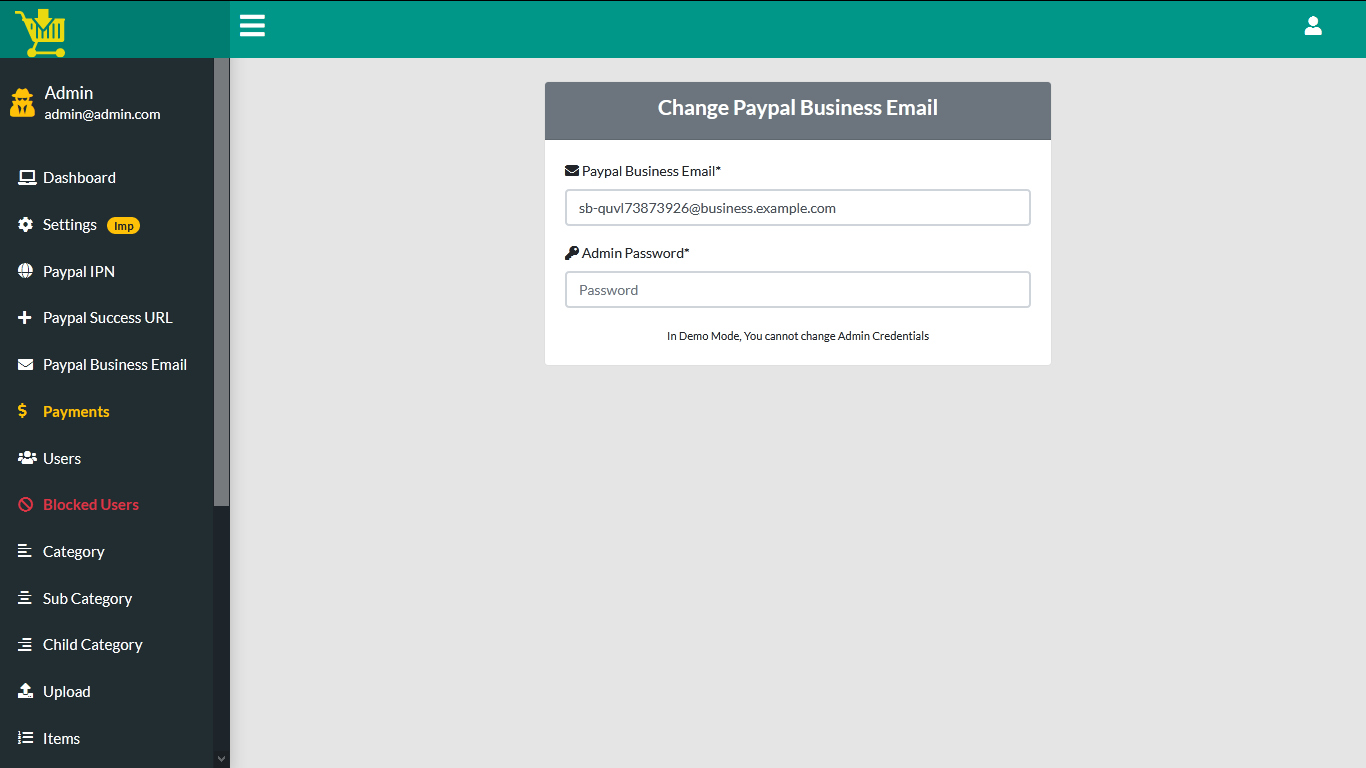 Admin
admin@admin.com
Dashboard
Settings Imp
Paypal IPN
Paypal Success URL
Paypal Business Email
Payments
Users
Blocked Users
Category
Sub Category
Child Category
Upload
Items
Change Paypal Business Email
Paypal Business Email*
sb-quvl73873926@business.example.com
Admin Password*
Password
In Demo Mode, You cannot change Admin Credentials